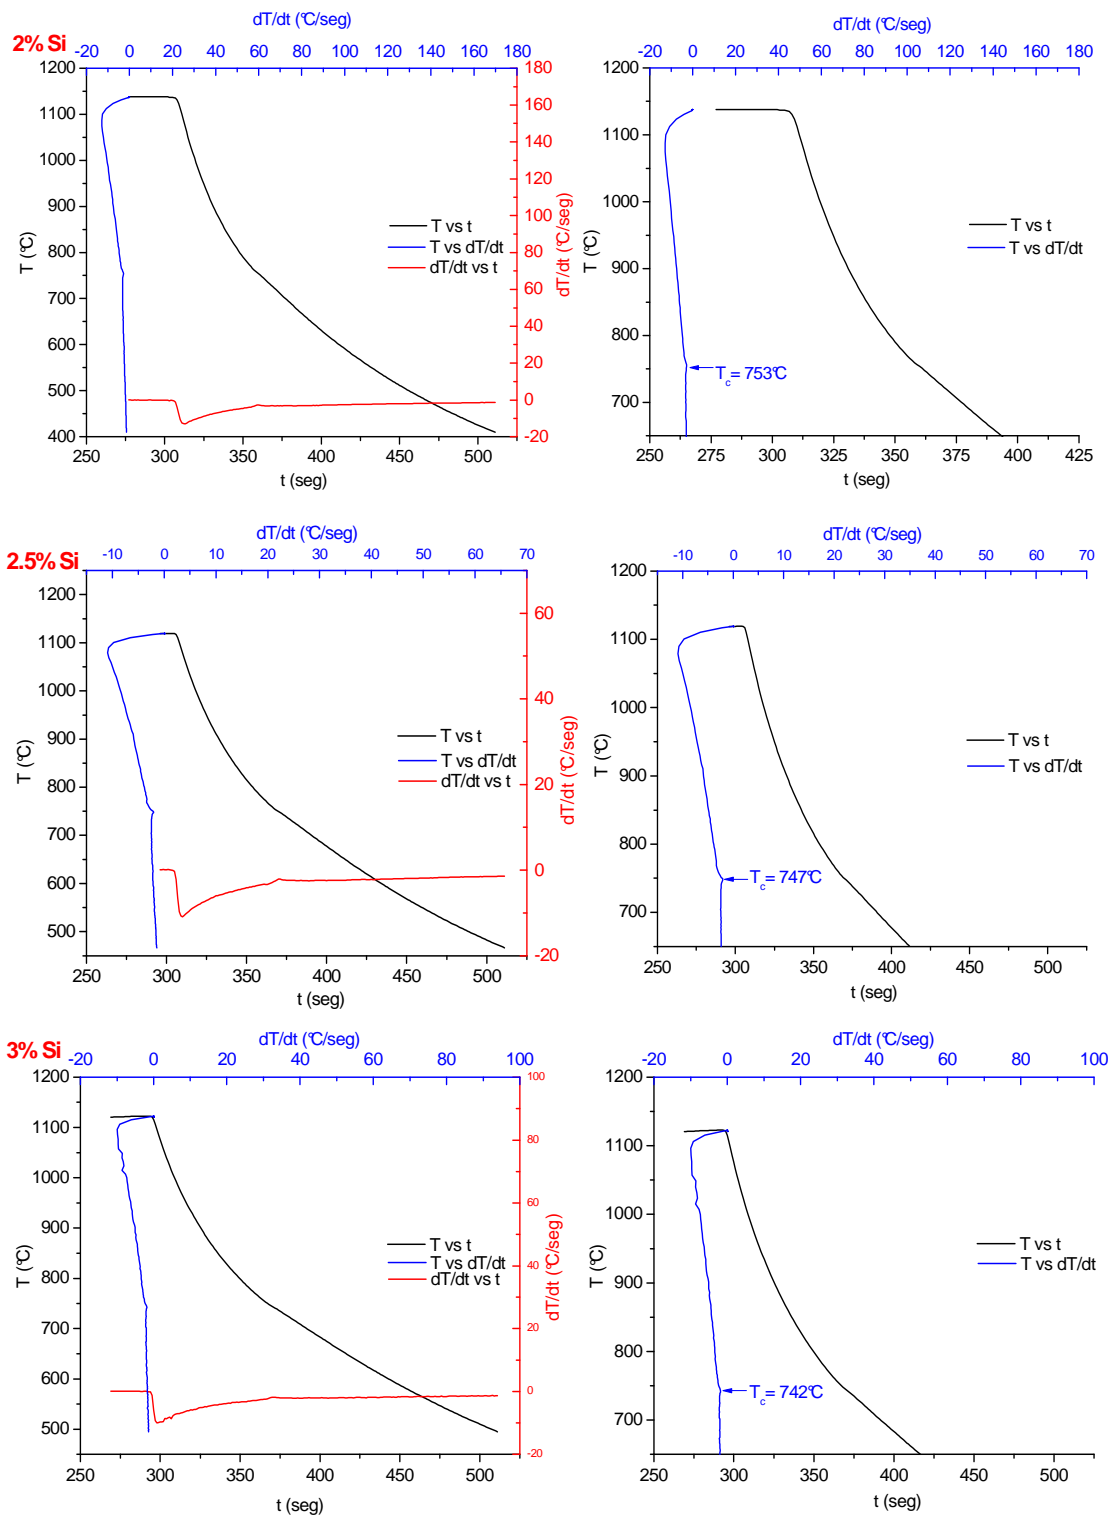 dT/dt (°C/seg)
2% Si
-20 0 20 40 60 80 100 120 140 160 180
1200
1100
1000
900
800
700
600
500
400
T (°C)
180
160
140
120
100
80
60
40
20
0
-20
dT/dt (°C/seg)
T vs t
T vs dT/dt
dT/dt vs t
250 300 350 400 450 500
t (seg)
dT/dt (°C/seg)
-20 0 20 40 60 80 100 120 140 160 180
1200
1100
1000
900
800
700
T (°C)
T vs t
T vs dT/dt
Tc = 753°C
250 275 300 325 350 375 400 425
t (seg)
dT/dt (°C/seg)
2.5% Si
-10 0 10 20 30 40 50 60 70
1200
1100
1000
900
800
700
600
500
T (°C)
60
40
20
0
-20
dT/dt (°C/seg)
T vs t
T vs dT/dt
dT/dt vs t
250 300 350 400 450 500
t (seg)
dT/dt (°C/seg)
-10 0 10 20 30 40 50 60 70
1200
1100
1000
900
800
700
T (°C)
T vs t
T vs dT/dt
Tc = 747°C
250 300 350 400 450 500
t (seg)
dT/dt (°C/seg)
3% Si
-20 0 20 40 60 80 100
1200
1100
1000
900
800
700
600
500
T (°C)
100
80
60
40
20
0
-20
dT/dt (°C/seg)
T vs t
T vs dT/dt
dT/dt vs t
250 300 350 400 450 500
t (seg)
dT/dt (°C/seg)
-20 0 20 40 60 80 100
1200
1100
1000
900
800
700
T (°C)
T vs t
T vs dT/dt
Tc = 742°C
250 300 350 400 450 500
t (seg)